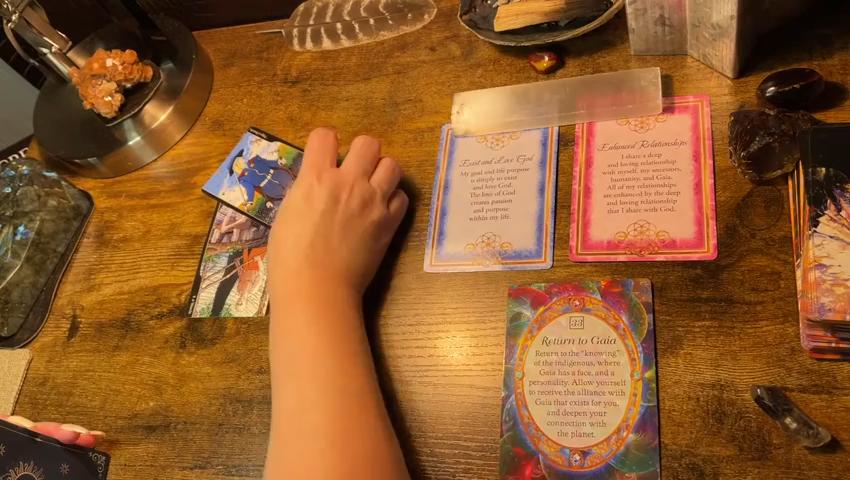 Exist and Love God
My goal and life purpose
is simply to exist
and love God.
The love of God
creates passion
and purpose
within my life.
Enhanced Relationships
I share a deep
and loving relationship
with myself, my ancestors,
humanity, and Gaia.
All of my relationships
are enhanced by the deep
and loving relationship
that I share with God.
33
Return to Gaia
Return to the "knowing"
of the indigenous, where
Gaia has a face, and a
personality. Allow yourself
to receive the alliance with
Gaia that exists for you,
and deepen your
connection with
the planet.